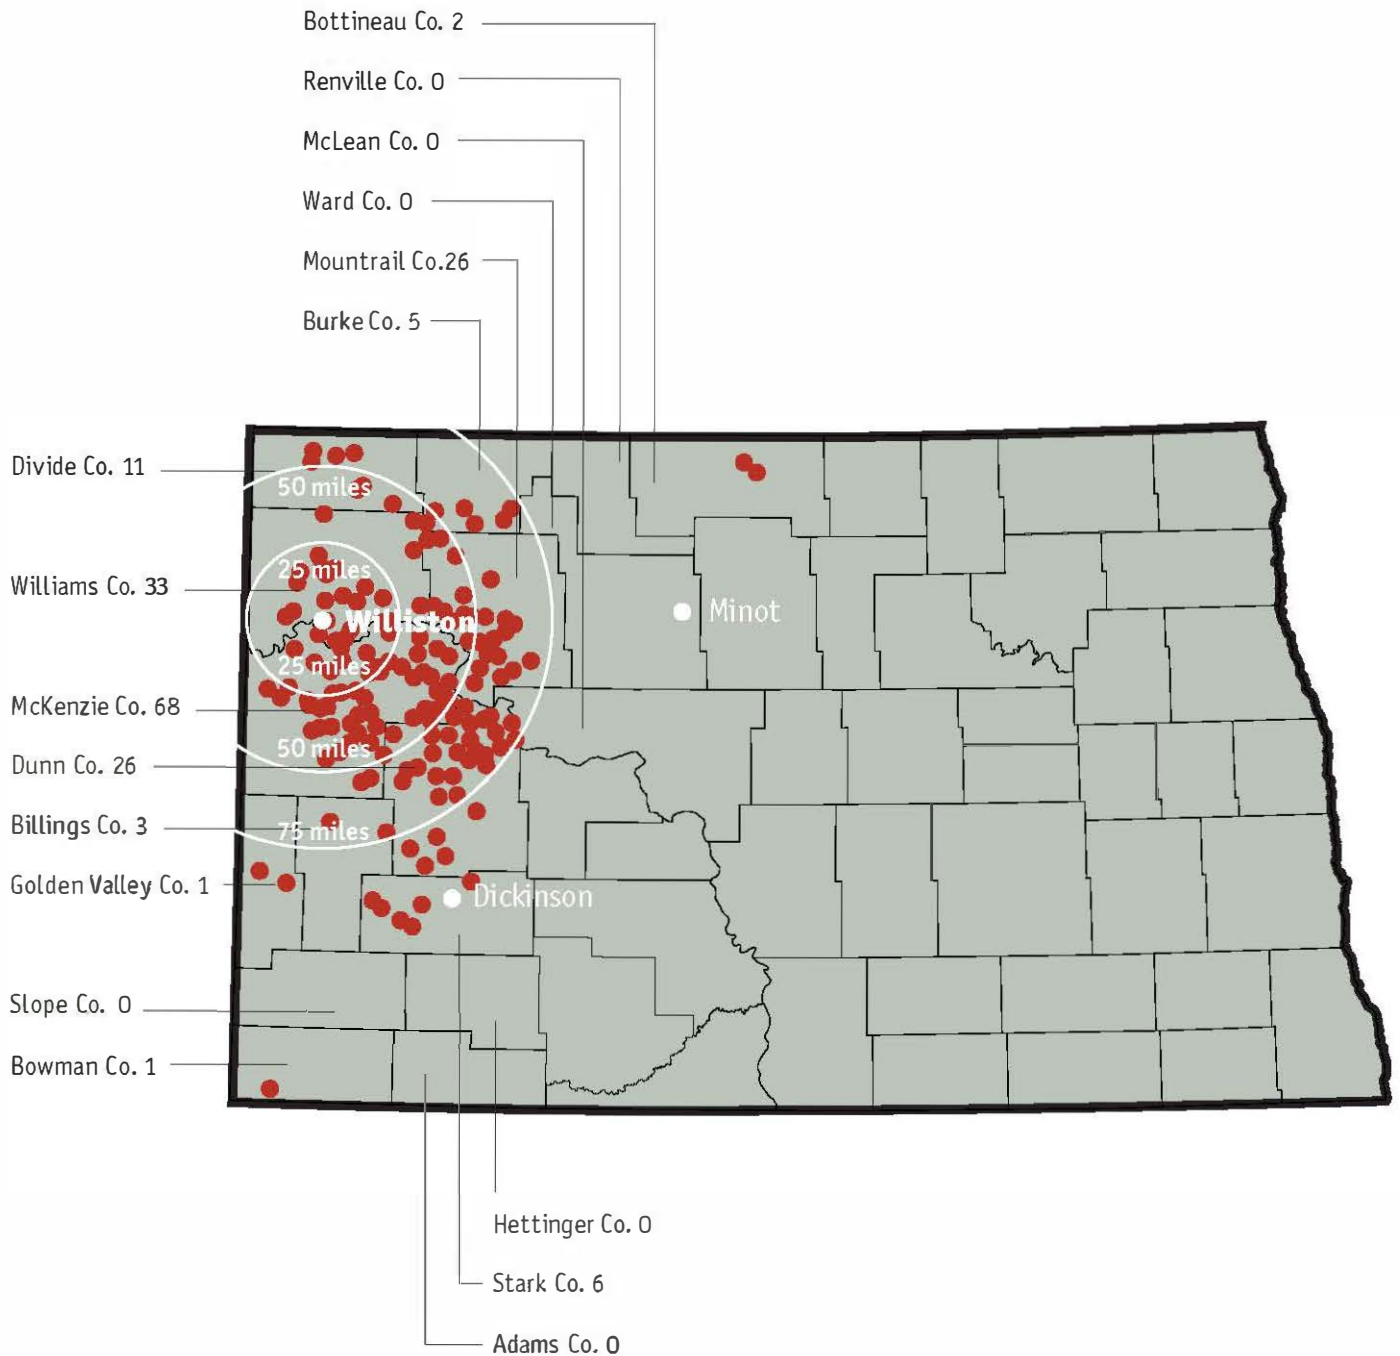 Bottineau Co. 2
Renville Co. 0
McLean Co. 0
Ward Co. 0
Mountrail Co.26
Burke Co. 5
Divide Co. 11
50 miles
25 miles
Williams Co. 33
Williston
Minot
25 miles
McKenzie Co. 68
50 miles
Dunn Co. 26
Billings Co. 3
75 miles
Golden Valley Co. 1
Dickinson
Slope Co. 0
Bowman Co. 1
Hettinger Co. 0
Stark Co. 6
Adams Co. 0